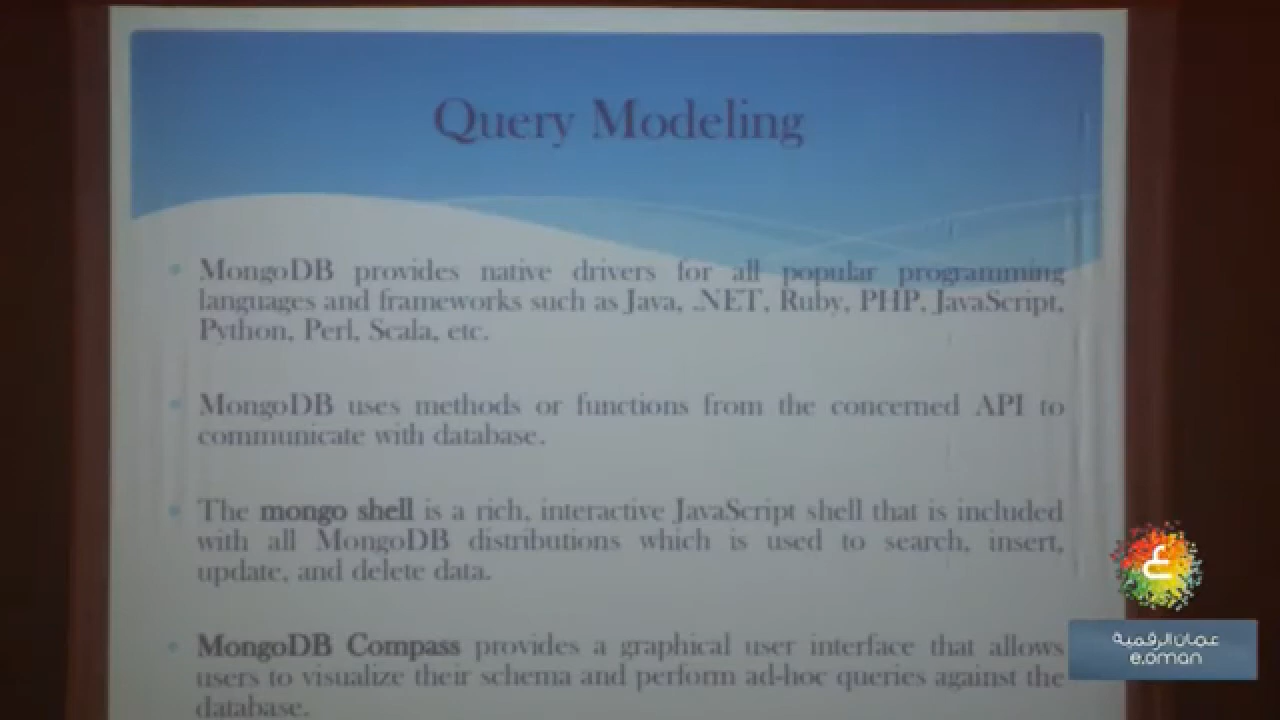 Query Modeling
MongoDB provides native drivers for all popular programming
languages and frameworks such as Java, .NET, Ruby, PHP, JavaScript,
Python, Perl, Scala, etc.
MongoDB uses methods or functions from the concerned API to
communicate with database.
The mongo shell is a rich, interactive JavaScript shell that is included
with all MongoDB distributions which is used to search, insert,
update, and delete data.
MongoDB Compass provides a graphical user interface that allows
users to visualize their schema and perform ad-hoc queries against the
database.
ع
عمان الرقمية
e.oman